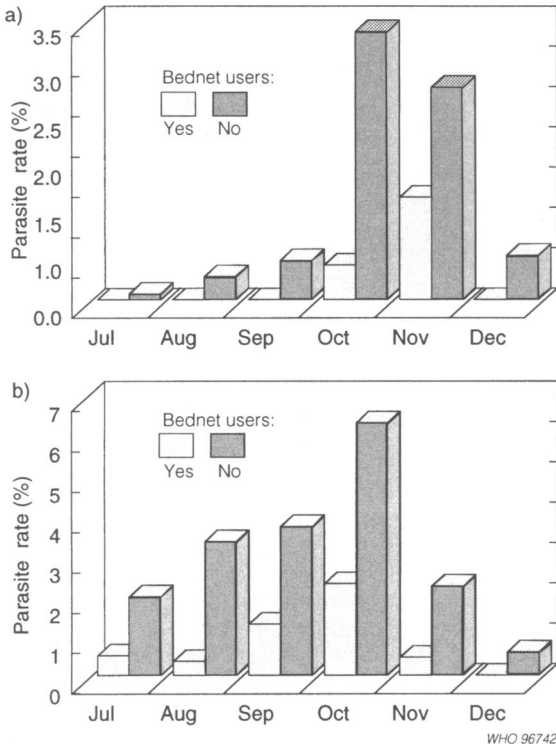 a)
3.5
3.0
2.5
2.0
1.5
1.0
0.0
Parasite rate (%)
Bednet users:
Yes No
Jul Aug Sep Oct Nov Dec
b)
7
6
5
4
3
2
1
0
Parasite rate (%)
Bednet users:
Yes No
Jul Aug Sep Oct Nov Dec
WHO 96742